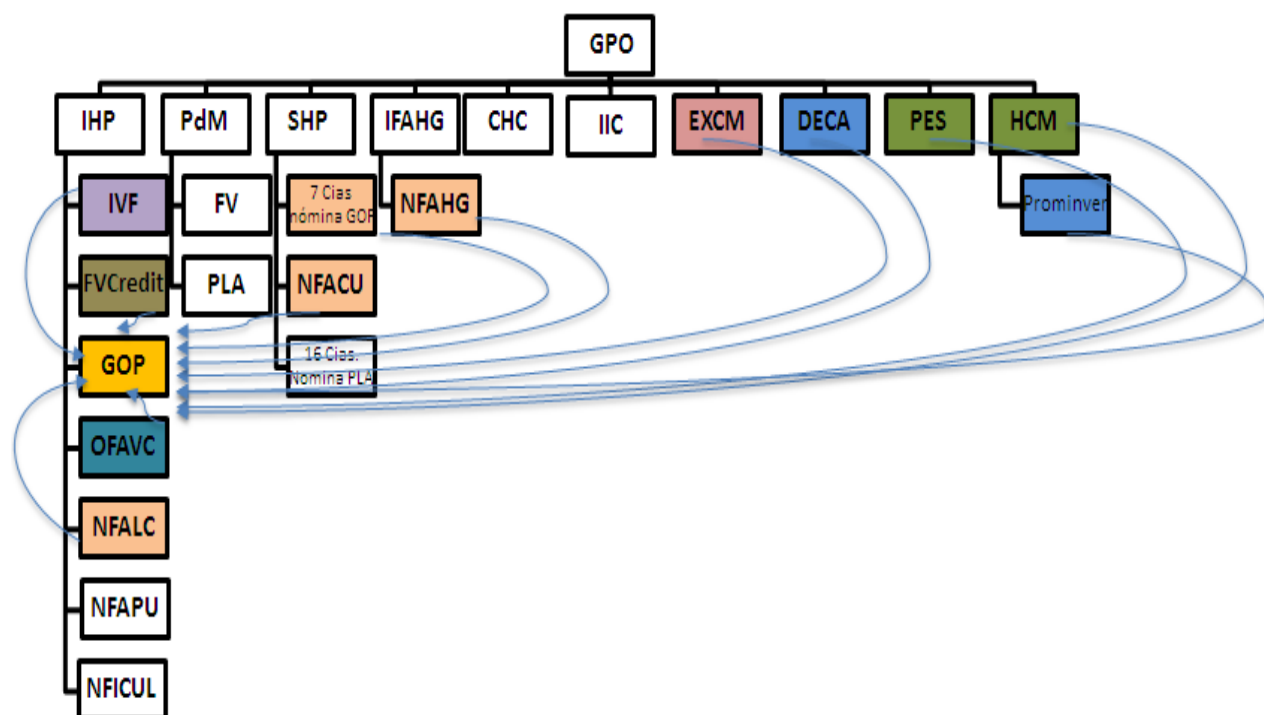 GPO
IHP
PdM
SHP
IFAHG
CHC
IIC
EXCM
DECA
PES
HCM
IVF
FV
7 Cias
nómina GOP
NFAHG
Prominver
FVCredit
PLA
NFACU
GOP
16 Cias.
Nomina PLA
OFAVC
NFALC
NFAPU
NFICUL